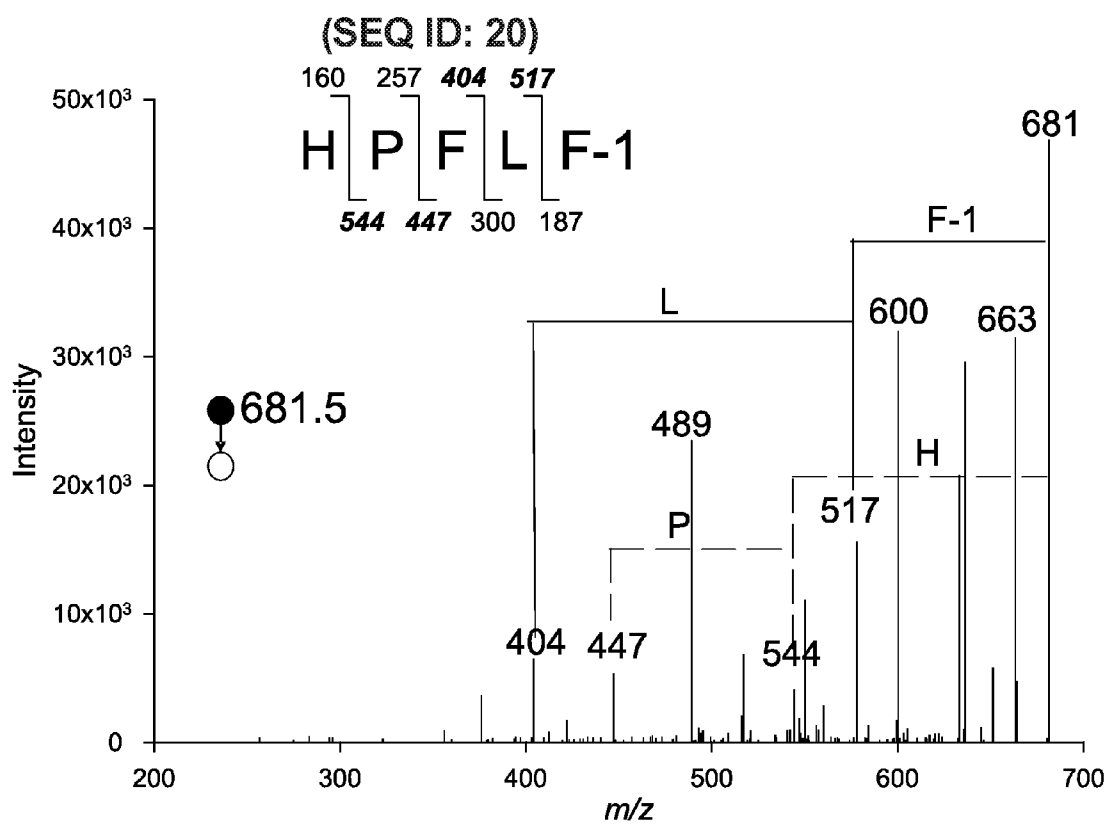 (SEQ ID: 20)
160 257 404 517
H P F L F-1
544 447 300 187
50x10³
40x10³
30x10³
20x10³
10x10³
0
Intensity
681
F-1
L
600
663
681.5
489
H
517
P
404
447
544
200 300 400 500 600 700
m/z